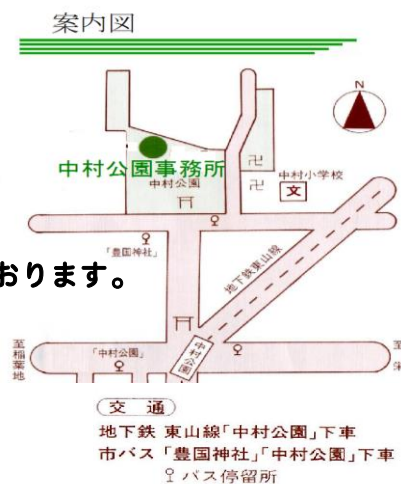 案内図
N
中村公園事務所
中村公園
卍
卍
中村小学校
文
「豊国神社」
おります。
地下鉄東山線
至稲葉地
「中村公園」
中村公園
至
交 通
地下鉄 東山線「中村公園」下車
市バス「豊国神社」「中村公園」下車
バス停留所